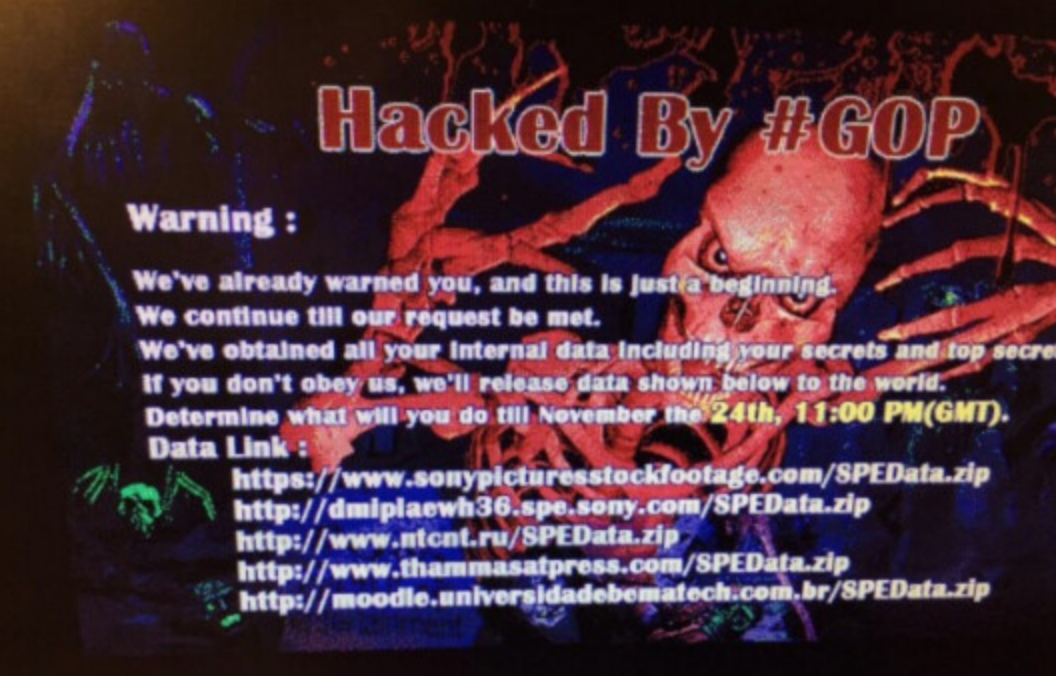 Hacked By #GOP
Warning :
We've already warned you, and this is just a beginning.
We continue till our request be met.
We've obtained all your internal data including your secrets and top
If you don't obey us, we'll release data shown below to the world.
Determine what will you do till November the 24th, 11:00 PM(GMT).
Data Link :
https://www.sonypicturesstockfootage.com/SPEData.zip
http://dmiplaewh36.spe.sony.com/SPEData.zip
http://www.ntcnt.ru/SPEData.zip
http://www.thammasatpress.com/SPEData.zip
http://moodle.universidadebematech.com.br/SPEData.zip